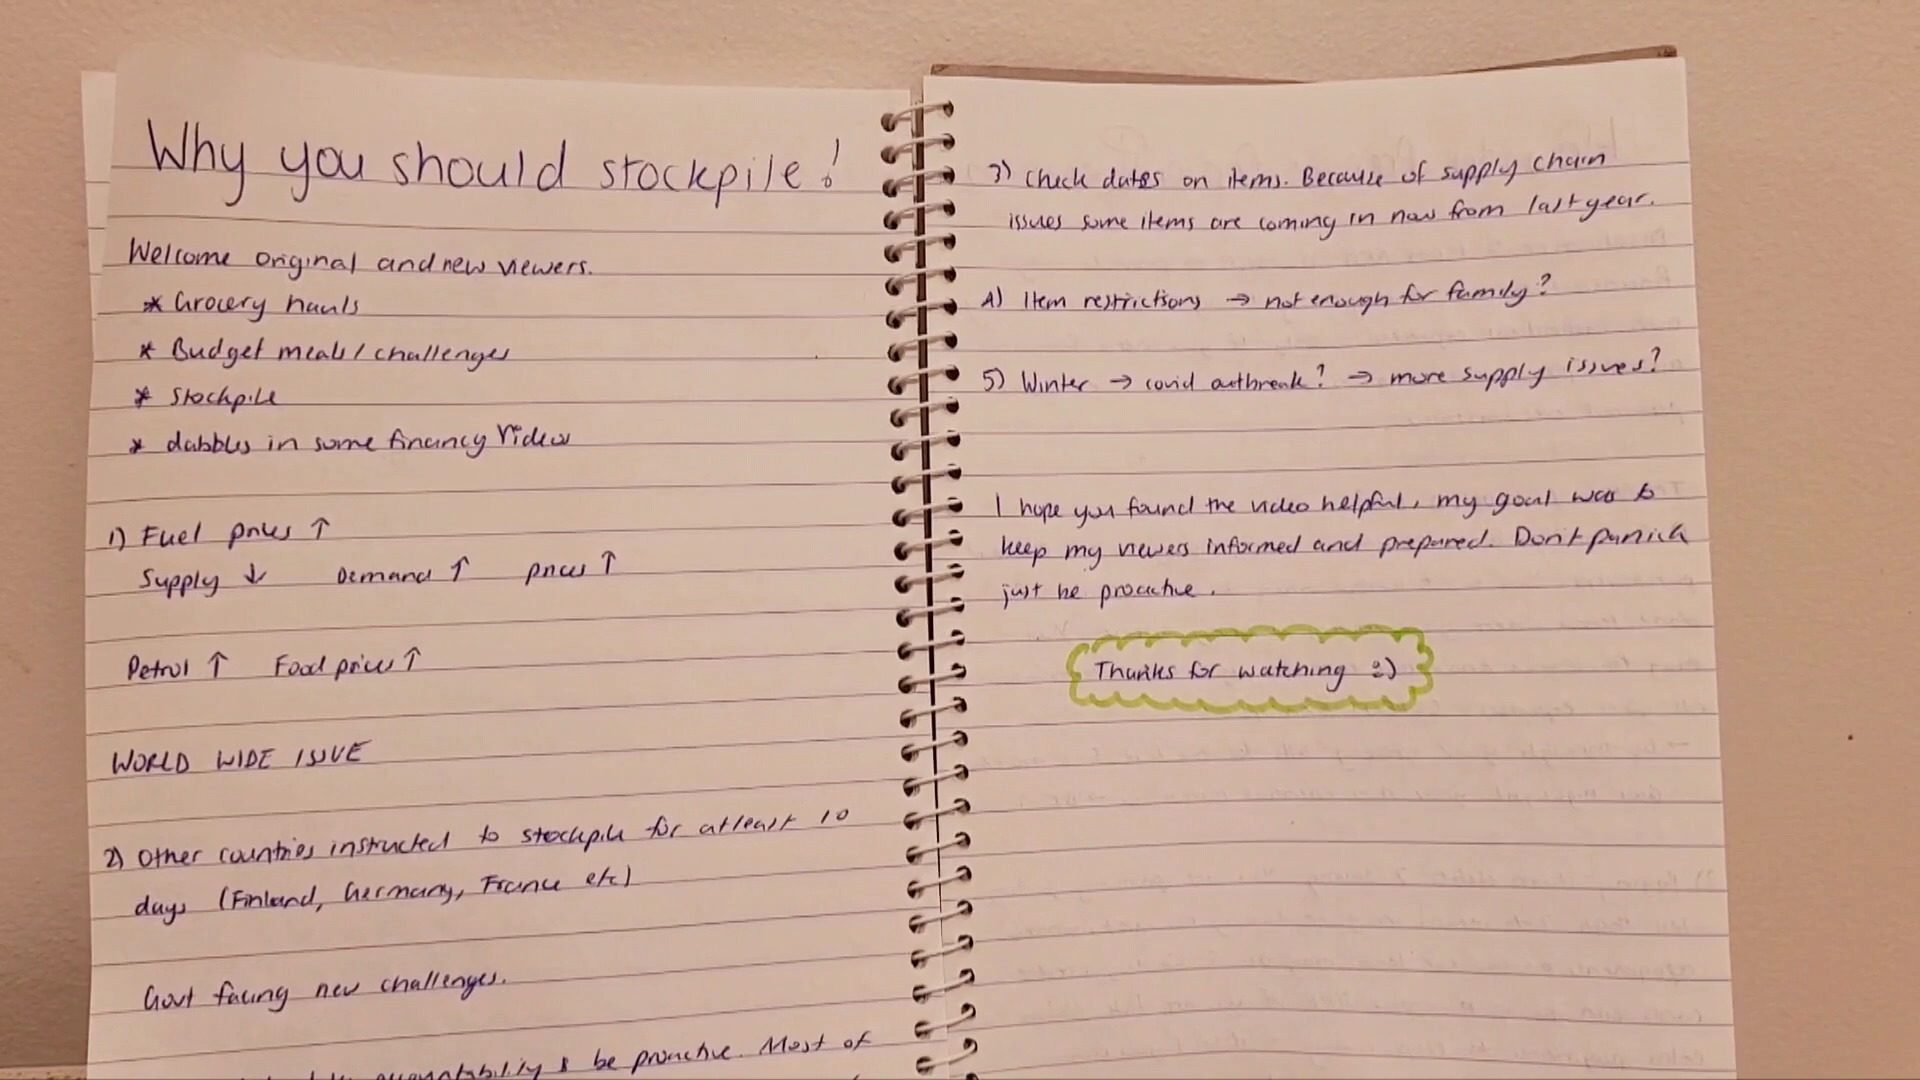 Why you should stockpile!
Welcome original and new viewers.
* Grocery hauls
* Budget meals/challenges
* Stockpile
* dabbles in some financy video
1) Fuel prices ↑
Supply ↓ Demand ↑ prices ↑
Petrol ↑ Food prices ↑
WORLD WIDE ISSUE
2) Other countries instructed to stockpile for atleast 10
days (Finland, Germany, France etc)
Govt facing new challenges.
accountability & be proactive. Most of
3) Check dates on items. Because of supply chain
issues some items are coming in now from last year.
4) Item restrictions → not enough for family?
5) Winter → covid outbreak? → more supply issues?
I hope you found the video helpful, my goal was to
keep my viewers informed and prepared. Don't panick
just be proactive.
Thanks for watching :)